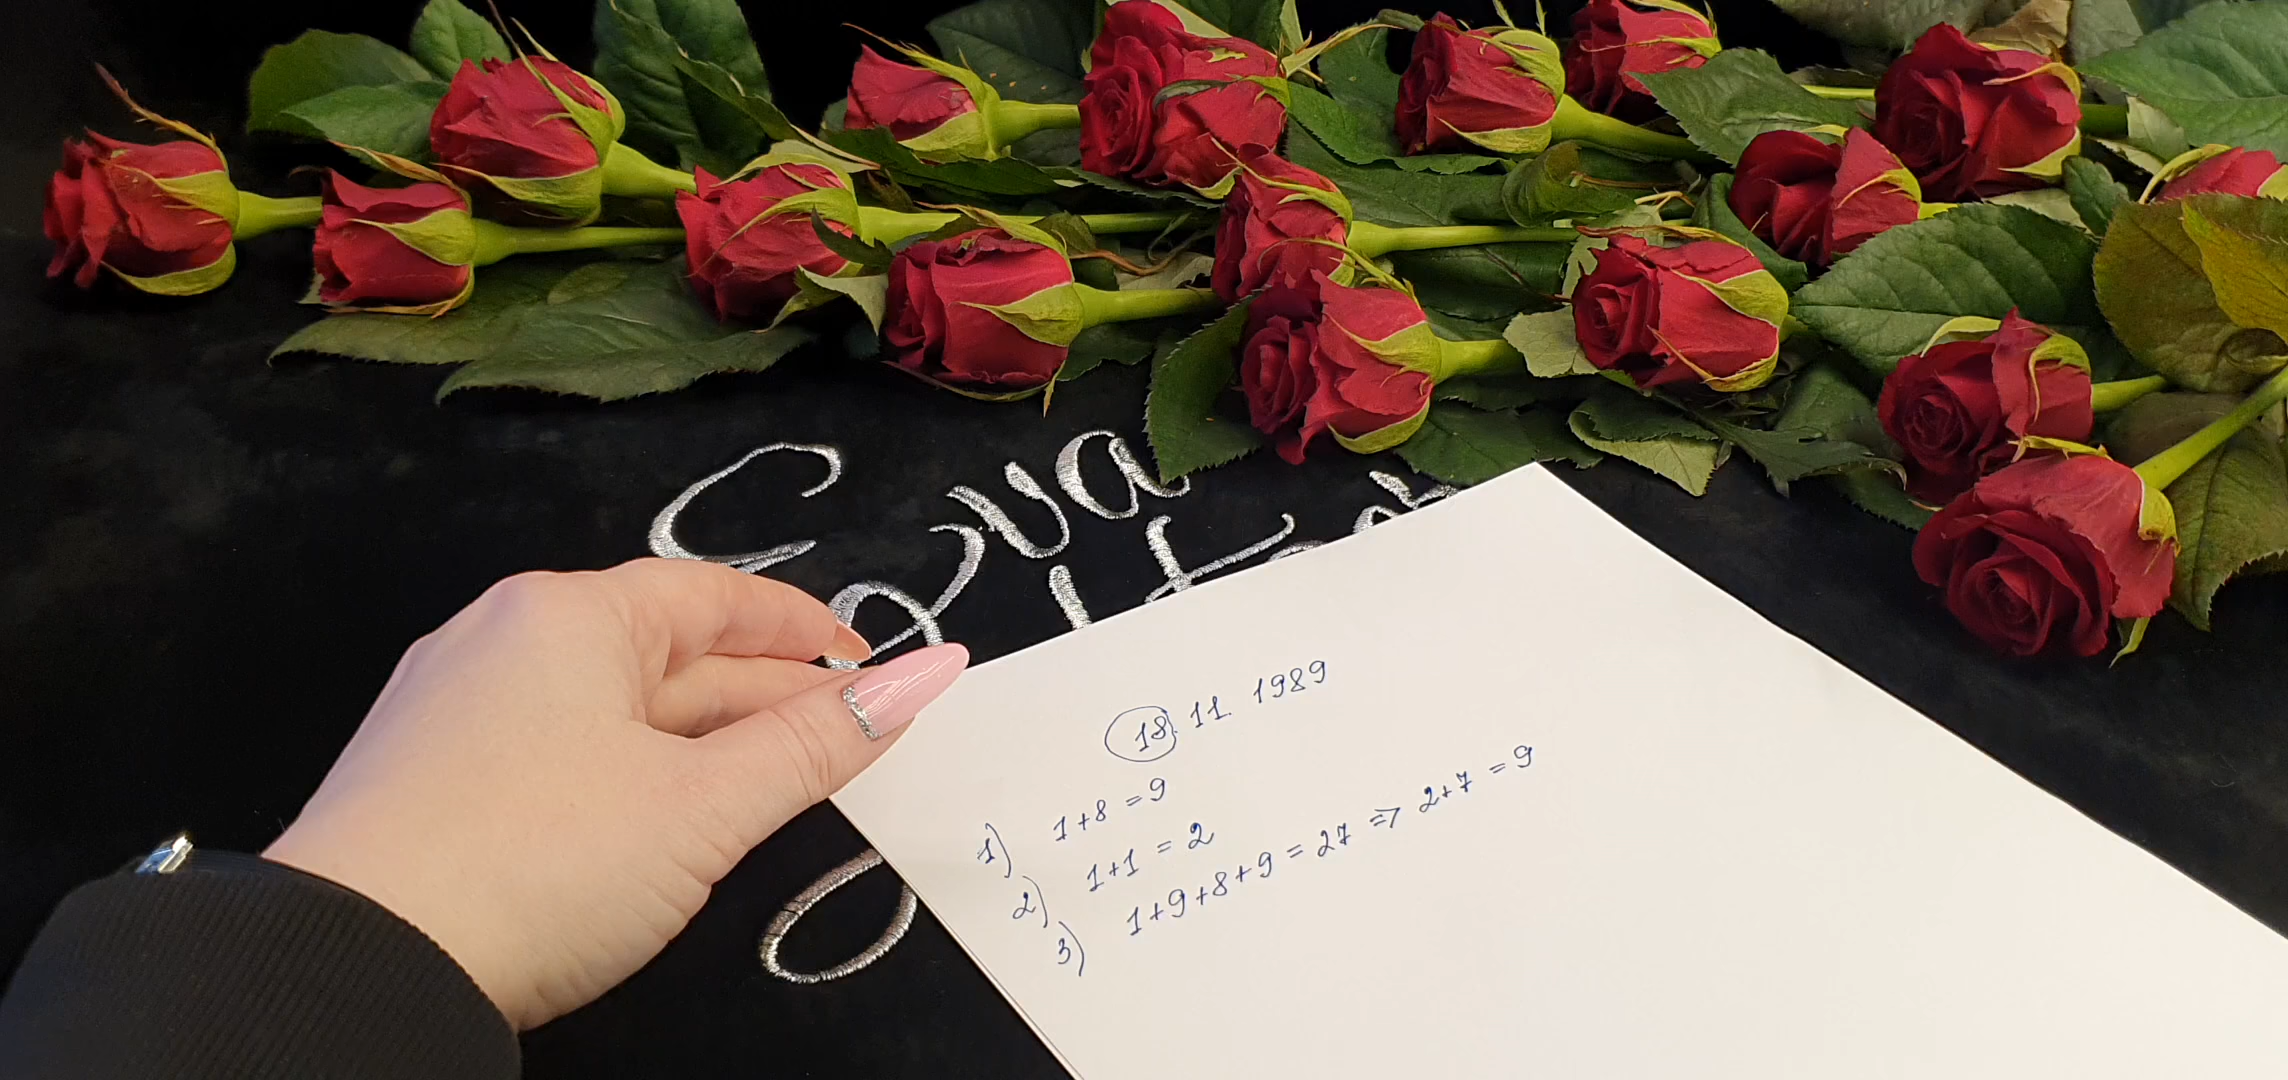 Eva
18. 11. 1989
1) 1+8 = 9
2) 1+1 = 2
3) 1+9+8+9 = 27 => 2+7 = 9